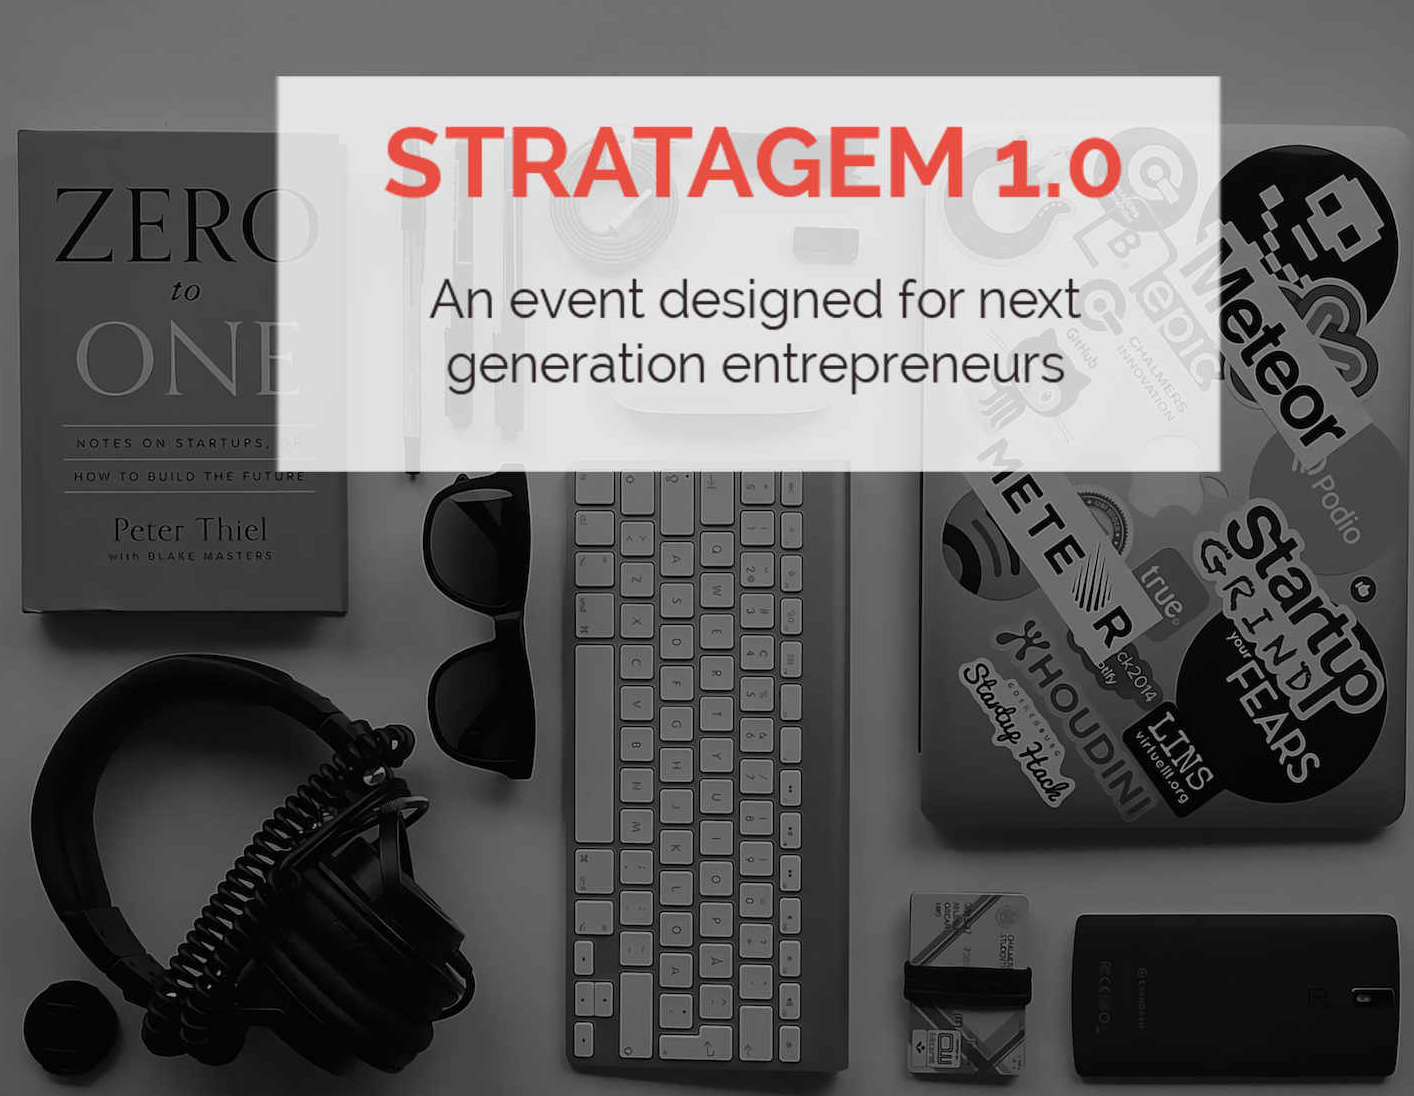 STRATAGEM 1.0
An event designed for next
generation entrepreneurs
ZERO
to
ONE
NOTES ON STARTUPS, OR
HOW TO BUILD THE FUTURE
Peter Thiel
with BLAKE MASTERS
Meteor
epic
GitHub
CHALMERS
INNOVATION
Podio
METEOR
true
Startup
GRIND
your
FEARS
HOUDINI
Startup Hack
LINS
virtuelll.org